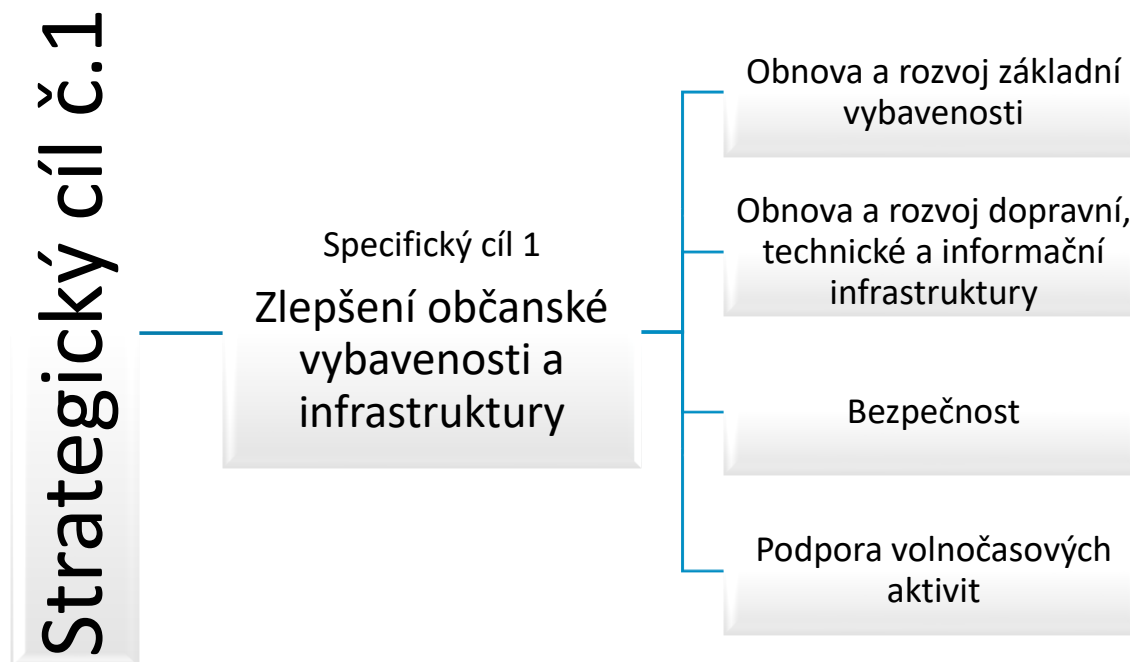 Strategický cíl č.1
Specifický cíl 1
Zlepšení občanské
vybavenosti a
infrastruktury
Obnova a rozvoj základní
vybavenosti
Obnova a rozvoj dopravní,
technické a informační
infrastruktury
Bezpečnost
Podpora volnočasových
aktivit